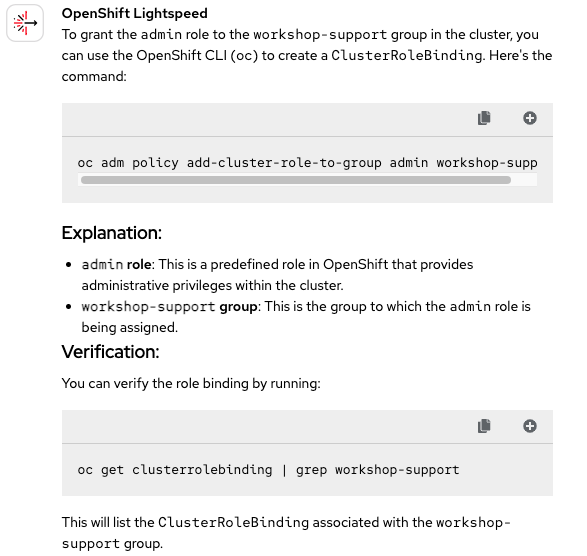 OpenShift Lightspeed
To grant the admin role to the workshop-support group in the cluster, you
can use the OpenShift CLI (oc) to create a ClusterRoleBinding. Here's the
command:
oc adm policy add-cluster-role-to-group admin workshop-supp
Explanation:
• admin role: This is a predefined role in OpenShift that provides
administrative privileges within the cluster.
• workshop-support group: This is the group to which the admin role is
being assigned.
Verification:
You can verify the role binding by running:
oc get clusterrolebinding | grep workshop-support
This will list the ClusterRoleBinding associated with the workshop-
support group.